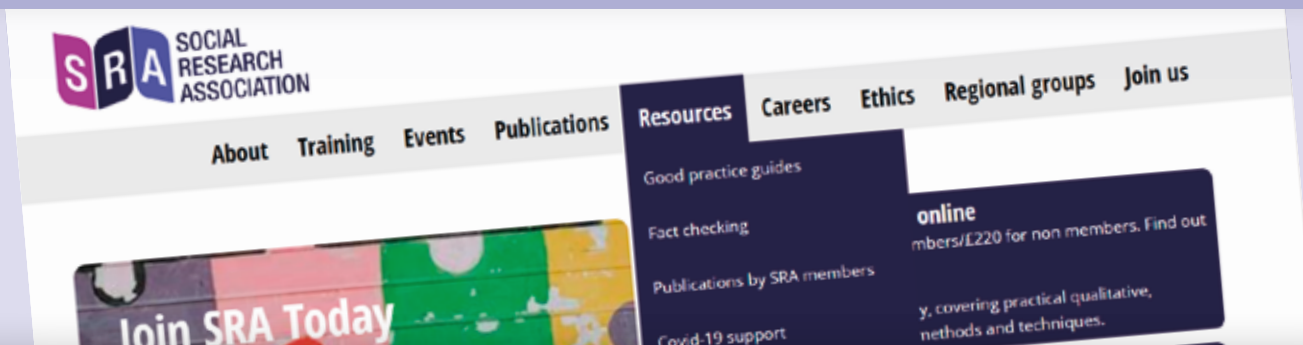 SRA
SOCIAL
RESEARCH
ASSOCIATION
About Training Events Publications Resources Careers Ethics Regional groups Join us
Good practice guides
Fact checking
Publications by SRA members
Covid-19 support
online
mbers/£220 for non members. Find out
y, covering practical qualitative,
nethods and techniques.
Join SRA Today